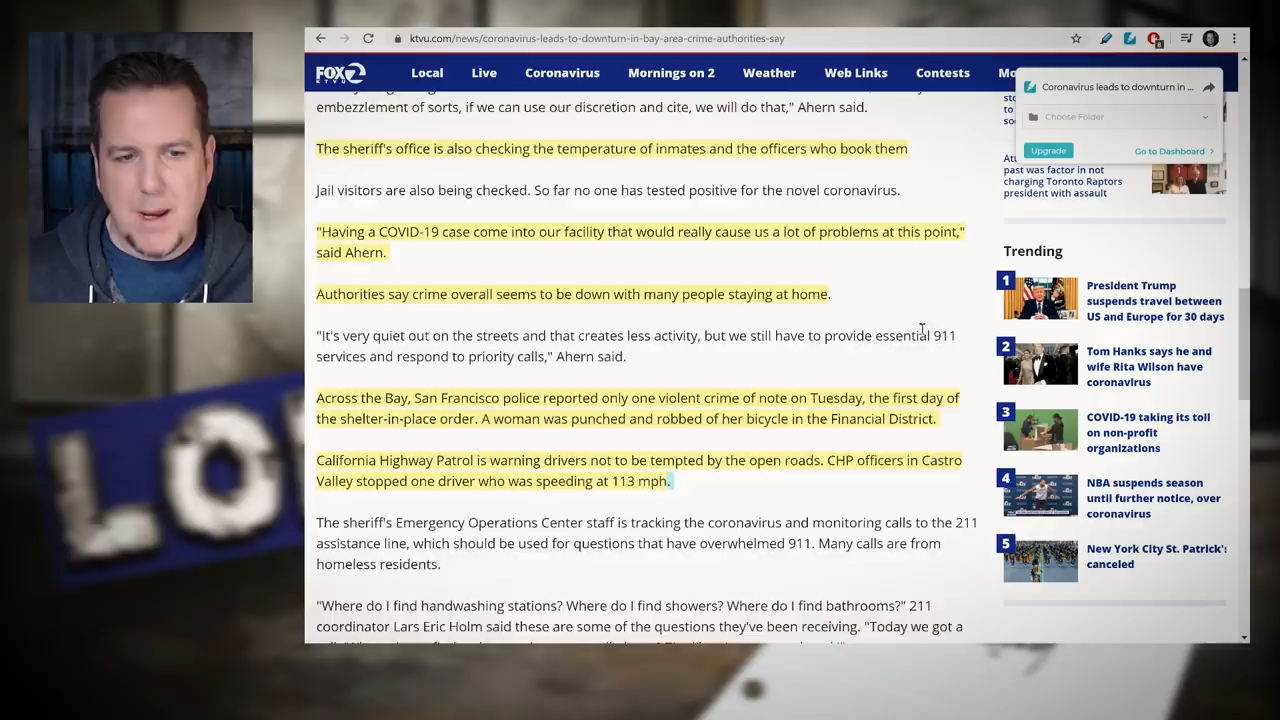 ktvu.com/news/coronavirus-leads-to-downturn-in-bay-area-crime-authorities-say
FOX 2
KTVU
Local
Live
Coronavirus
Mornings on 2
Weather
Web Links
Contests
Mo
Coronavirus leads to downturn in ...
Choose Folder
Upgrade
Go to Dashboard
embezzlement of sorts, if we can use our discretion and cite, we will do that," Ahern said.
The sheriff's office is also checking the temperature of inmates and the officers who book them
Jail visitors are also being checked. So far no one has tested positive for the novel coronavirus.
"Having a COVID-19 case come into our facility that would really cause us a lot of problems at this point,"
said Ahern.
Authorities say crime overall seems to be down with many people staying at home.
"It's very quiet out on the streets and that creates less activity, but we still have to provide essential 911
services and respond to priority calls," Ahern said.
Across the Bay, San Francisco police reported only one violent crime of note on Tuesday, the first day of
the shelter-in-place order. A woman was punched and robbed of her bicycle in the Financial District.
California Highway Patrol is warning drivers not to be tempted by the open roads. CHP officers in Castro
Valley stopped one driver who was speeding at 113 mph.
The sheriff's Emergency Operations Center staff is tracking the coronavirus and monitoring calls to the 211
assistance line, which should be used for questions that have overwhelmed 911. Many calls are from
homeless residents.
"Where do I find handwashing stations? Where do I find showers? Where do I find bathrooms?" 211
coordinator Lars Eric Holm said these are some of the questions they've been receiving. "Today we got a
past was factor in not
charging Toronto Raptors
president with assault
Trending
1
President Trump
suspends travel between
US and Europe for 30 days
2
Tom Hanks says he and
wife Rita Wilson have
coronavirus
3
COVID-19 taking its toll
on non-profit
organizations
4
NBA suspends season
until further notice, over
coronavirus
5
New York City St. Patrick's
canceled
LO